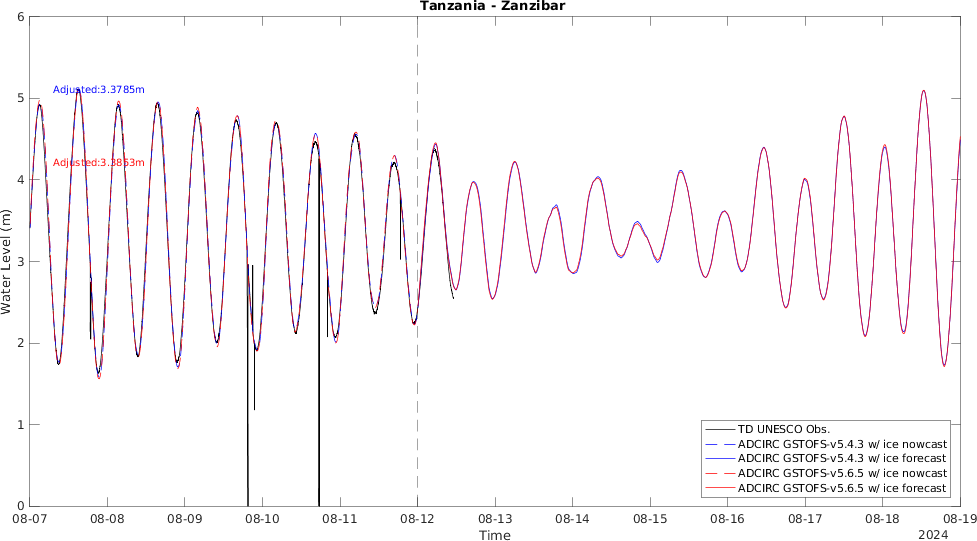 Tanzania - Zanzibar
6
5
4
3
2
1
0
Water Level (m)
Adjusted:3.3785m
Adjusted:3.3853m
TD UNESCO Obs.
ADCIRC GSTOFS-v5.4.3 w/ ice nowcast
ADCIRC GSTOFS-v5.4.3 w/ ice forecast
ADCIRC GSTOFS-v5.6.5 w/ ice nowcast
ADCIRC GSTOFS-v5.6.5 w/ ice forecast
08-07 08-08 08-09 08-10 08-11 08-12 08-13 08-14 08-15 08-16 08-17 08-18 08-19
Time
2024